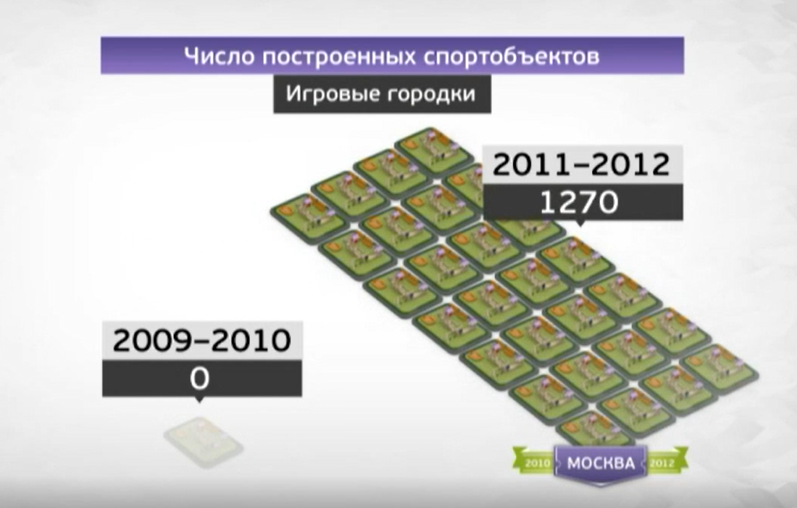 Число построенных спортобъектов
Игровые городки
2011–2012
1270
2009–2010
0
2010 МОСКВА 2012